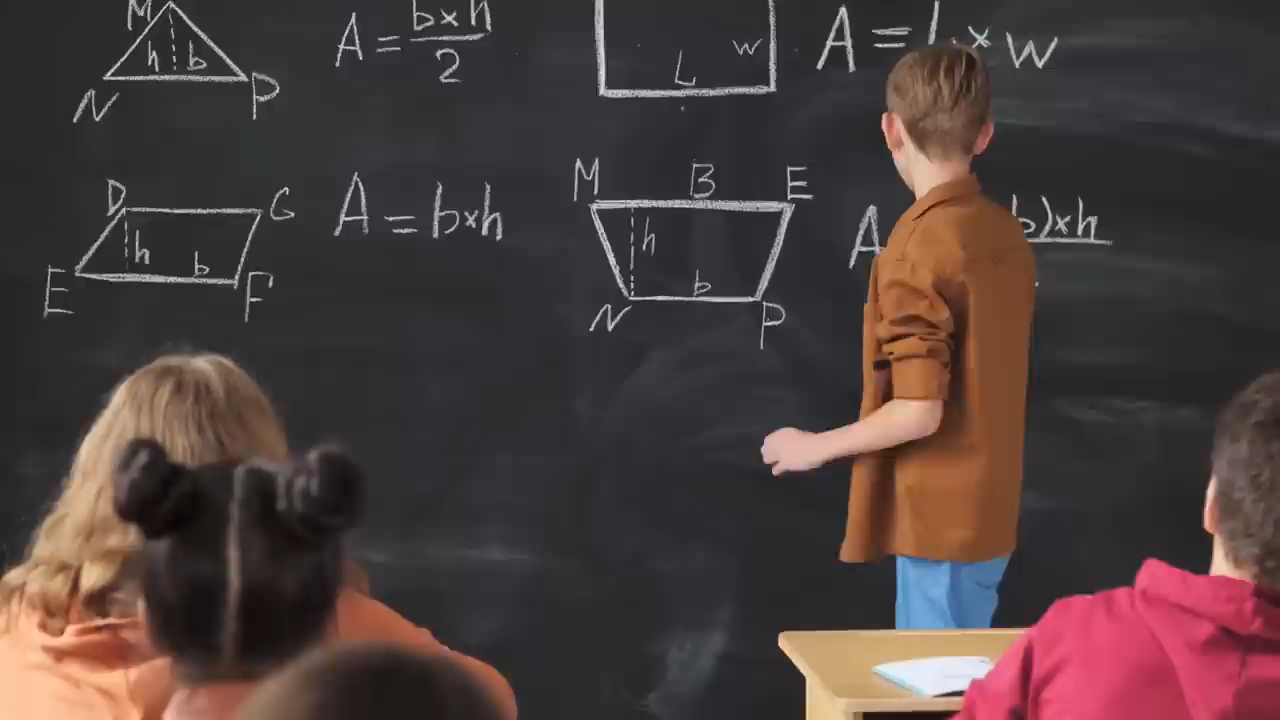 M
h b
N P
A = b×h
2
w
L
A = L × w
D G
h
b
E F
A = b×h
M B E
h
b
N P
A
b)×h